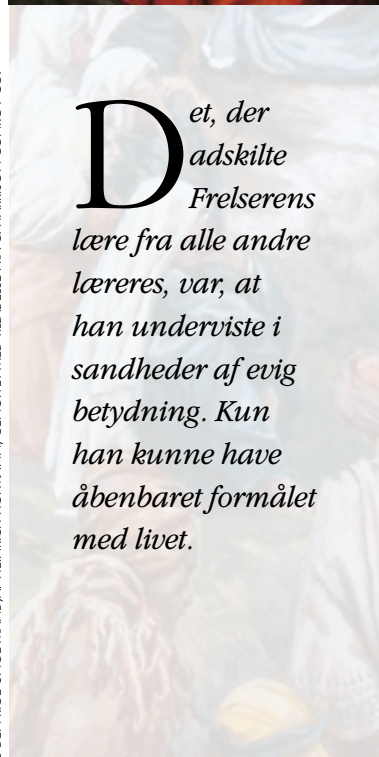 Det, der
adskilte
Frelserens
lære fra alle andre
læreres, var, at
han underviste i
sandheder af evig
betydning. Kun
han kunne have
åbenbaret formålet
med livet.